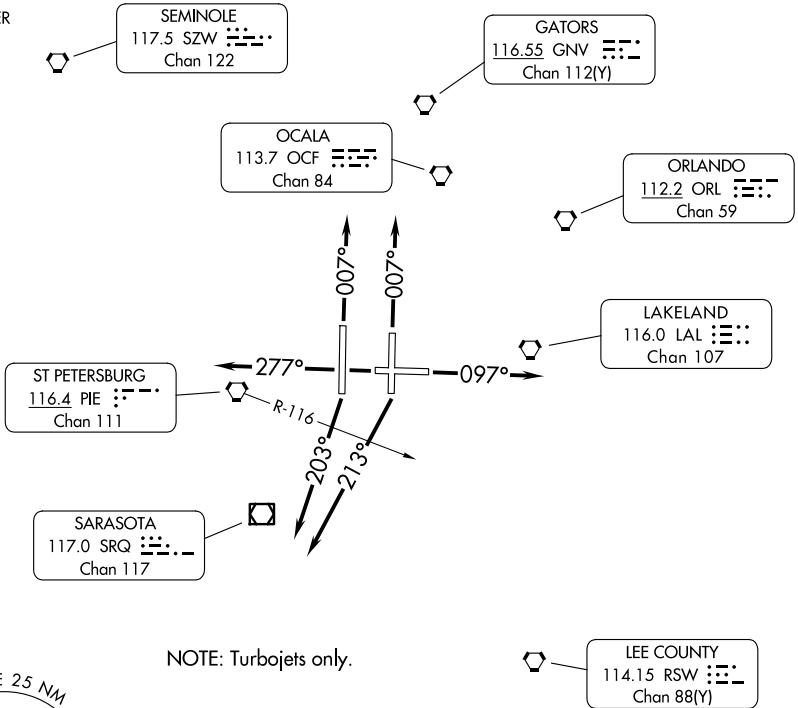 ER
SEMINOLE
117.5 SZW
Chan 122
GATORS
116.55 GNV
Chan 112(Y)
OCALA
113.7 OCF
Chan 84
ORLANDO
112.2 ORL
Chan 59
007°
007°
LAKELAND
116.0 LAL
Chan 107
277°
097°
ST PETERSBURG
116.4 PIE
Chan 111
R-116
203°
213°
SARASOTA
117.0 SRQ
Chan 117
NOTE: Turbojets only.
LEE COUNTY
114.15 RSW
Chan 88(Y)
E 25 NM